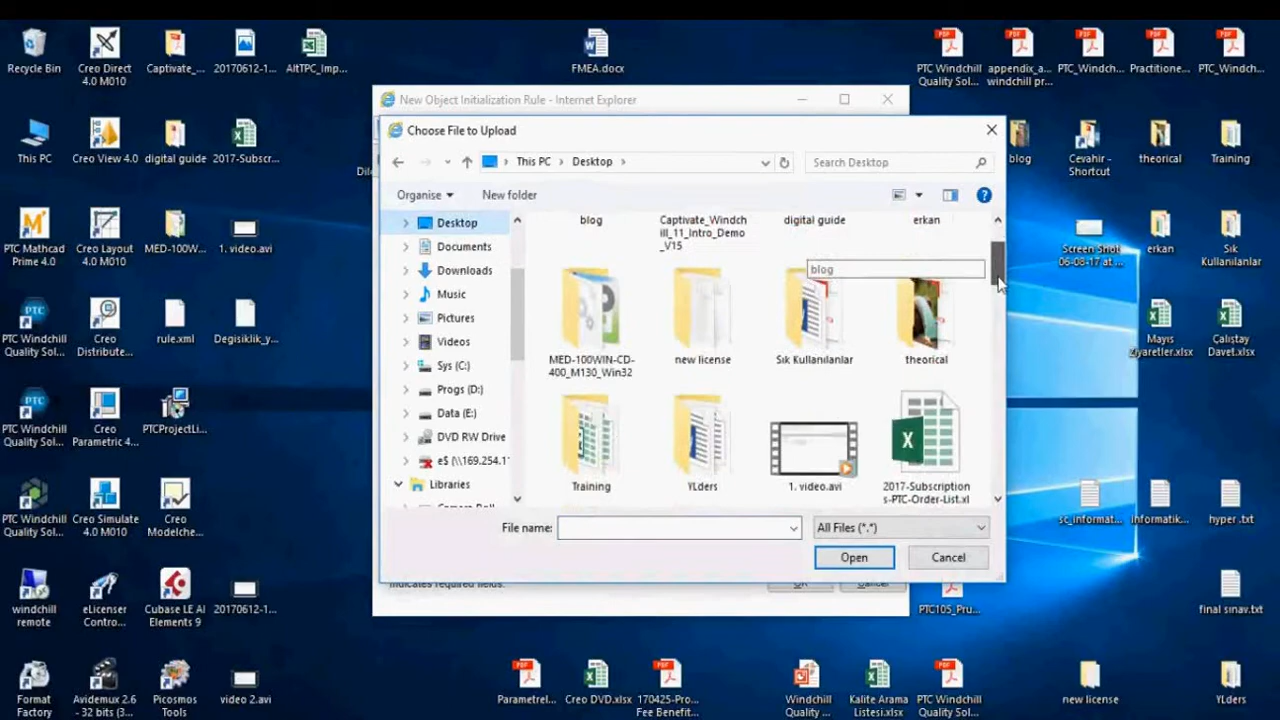 Recycle Bin
Creo Direct
4.0 M010
Captivate_...
20170612-1...
AltTPC_Imp...
FMEA.docx
PTC Windchill
Quality Sol...
appendix_a...
windchill pr...
PTC_Windch...
Practitione...
PTC_Windch...
This PC
Creo View 4.0
digital guide
2017-Subscr...
blog
Cevahir -
Shortcut
theorical
Training
PTC Mathcad
Prime 4.0
Creo Layout
4.0 M010
MED-100W...
1. video.avi
Screen Shot
06-08-17 at ...
erkan
Sık
Kullanılanlar
PTC Windchill
Quality Sol...
Creo
Distribute...
rule.xml
Degisiklik_y...
Mayıs
Ziyaretler.xlsx
Çalıştay
Davet.xlsx
PTC Windchill
Quality Sol...
Creo
Parametric 4...
PTCProjectLi...
PTC Windchill
Quality Sol...
Creo Simulate
4.0 M010
Creo
Modelche...
sc_informat...
informatik...
hyper .txt
windchill
remote
eLicenser
Contro...
Cubase LE AI
Elements 9
20170612-1...
PTC105_Pru...
final sınav.txt
Format
Factory
Avidemux 2.6
- 32 bits (3...
Picosmos
Tools
video 2.avi
Parametrel...
Creo DVD.xlsx
170425-Pro...
Fee Benefit...
Windchill
Quality ...
Kalite Arama
Listesi.xlsx
PTC Windchill
Quality Sol...
new license
YLders
New Object Initialization Rule - Internet Explorer
Choose File to Upload
This PC > Desktop >
Search Desktop
Organise
New folder
Desktop
Documents
Downloads
Music
Pictures
Videos
Sys (C:)
Progs (D:)
Data (E:)
DVD RW Drive
e$ (\\169.254.1
Libraries
blog
Captivate_Windch
ill_11_Intro_Demo
_V15
digital guide
erkan
blog
MED-100WIN-CD-
400_M130_Win32
new license
Sık Kullanılanlar
theorical
Training
YLders
1. video.avi
2017-Subscription
s-PTC-Order-List.xl
File name:
All Files (*.*)
Open
Cancel
indicates required fields.